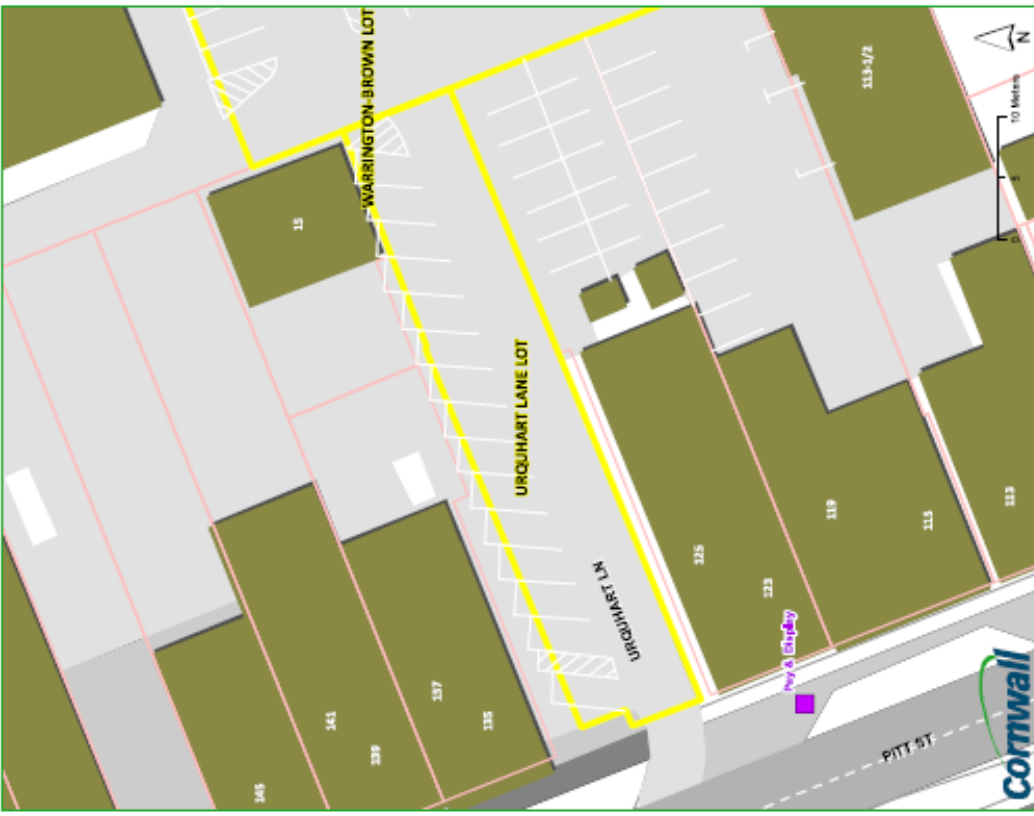 WARRINGTON-BROWN LOT
113-1/2
N
15
0 5 10 Meters
URQUHART LANE LOT
URQUHART LN
125
123
119
115
113
Pay & Display
137
135
141
139
145
PITT ST
Cornwall